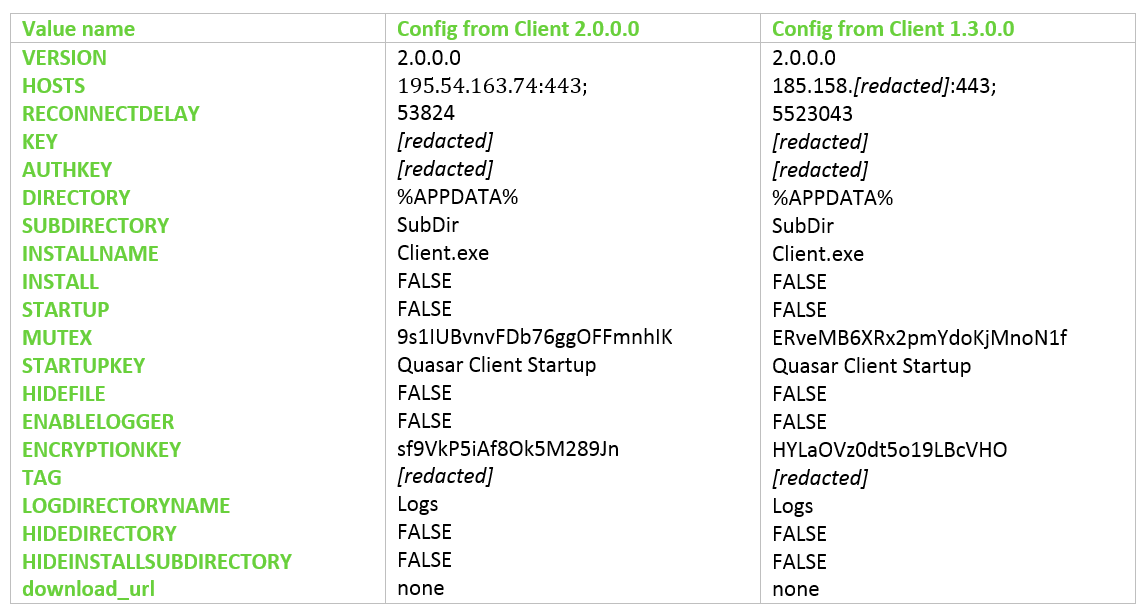 Value name Config from Client 2.0.0.0 Config from Client 1.3.0.0
VERSION 2.0.0.0 2.0.0.0
HOSTS 195.54.163.74:443; 185.158.[redacted]:443;
RECONNECTDELAY 53824 5523043
KEY [redacted] [redacted]
AUTHKEY [redacted] [redacted]
DIRECTORY %APPDATA% %APPDATA%
SUBDIRECTORY SubDir SubDir
INSTALLNAME Client.exe Client.exe
INSTALL FALSE FALSE
STARTUP FALSE FALSE
MUTEX 9s1IUBvnvFDb76ggOFFmnhIK ERveMB6XRx2pmYdoKjMnoN1f
STARTUPKEY Quasar Client Startup Quasar Client Startup
HIDEFILE FALSE FALSE
ENABLELOGGER FALSE FALSE
ENCRYPTIONKEY sf9VkP5iAf8Ok5M289Jn HYLaOVz0dt5o19LBcVHO
TAG [redacted] [redacted]
LOGDIRECTORYNAME Logs Logs
HIDEDIRECTORY FALSE FALSE
HIDEINSTALLSUBDIRECTORY FALSE FALSE
download_url none none